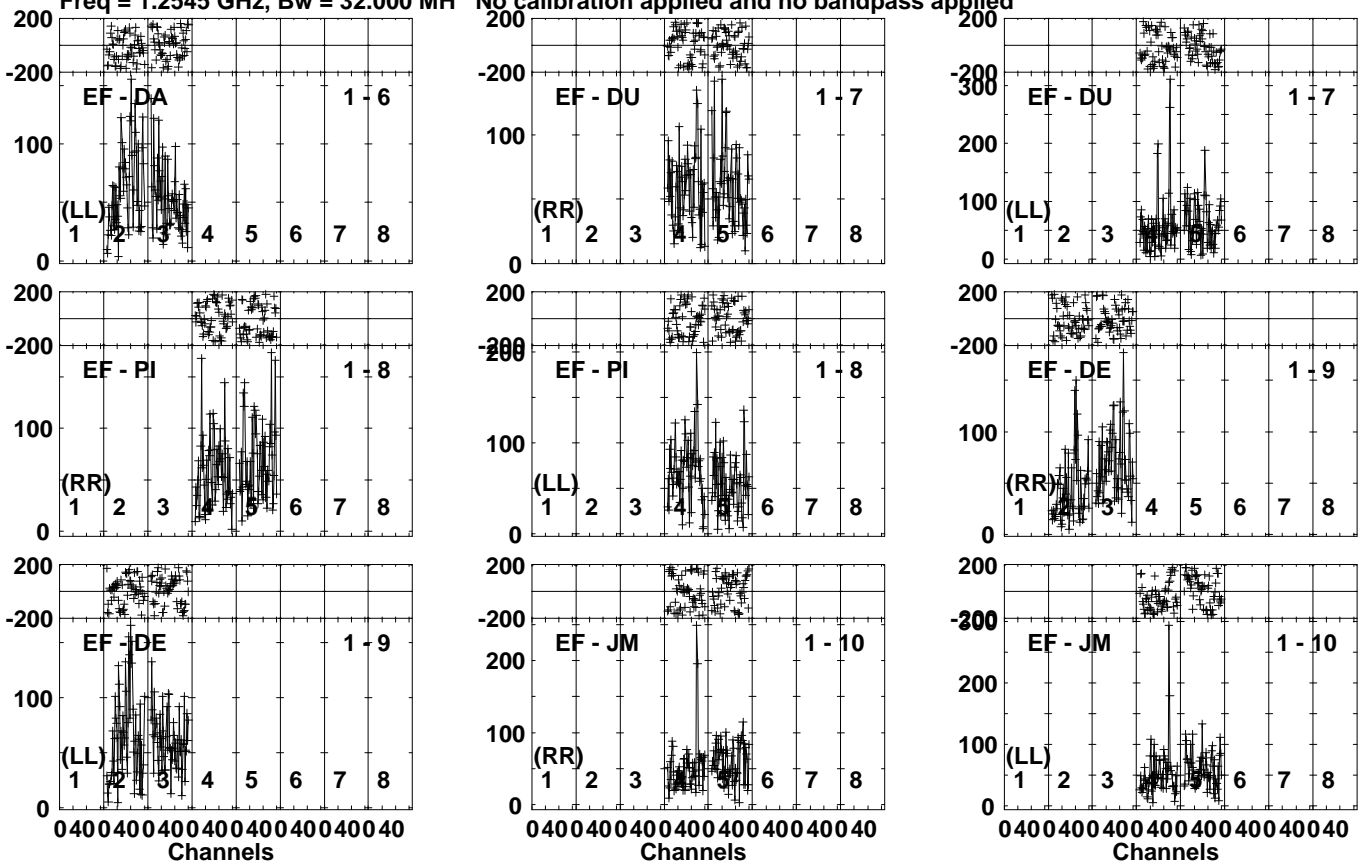 Freq = 1.2545 GHz, Bw = 32.000 MH No calibration applied and no bandpass applied
200 200 200
-200 -200 -200
EF - DA 1 - 6 EF - DU 1 - 7 300 EF - DU 1 - 7
200
100 100
100
(LL) (RR) (LL)
1 2 3 4 5 6 7 8 1 2 3 4 5 6 7 8 1 2 3 4 5 6 7 8
0 0 0
200 200 200
-200 -200 -200
EF - PI 1 - 8 200 EF - PI 1 - 8 EF - DE 1 - 9
100 100 100
(RR) (LL) (RR)
1 2 3 4 5 6 7 8 1 2 3 4 5 6 7 8 1 2 3 4 5 6 7 8
0 0 0
200 200 200
-200 -200 -200
EF - DE 1 - 9 EF - JM 1 - 10 300 EF - JM 1 - 10
200 200
100 100 100
(LL) (RR) (LL)
1 2 3 4 5 6 7 8 1 2 3 4 5 6 7 8 1 2 3 4 5 6 7 8
0 0 0
0 40 0 40 0 40 0 40 0 40 0 40 0 40 0 40 0 40 0 40 0 40 0 40 0 40 0 40 0 40 0 40 0 40 0 40 0 40 0 40 0 40 0 40 0 40 0 40
Channels Channels Channels